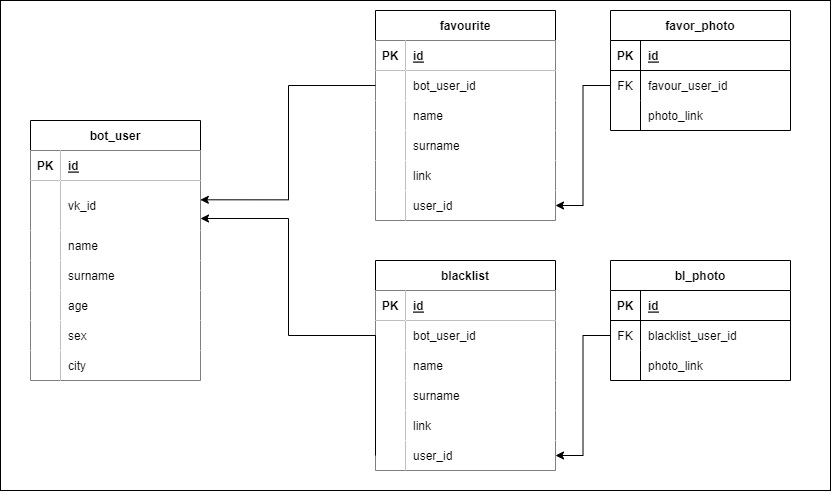 bot_user
PK id
vk_id
name
surname
age
sex
city
favourite
PK id
bot_user_id
name
surname
link
user_id
favor_photo
PK id
FK favour_user_id
photo_link
blacklist
PK id
bot_user_id
name
surname
link
user_id
bl_photo
PK id
FK blacklist_user_id
photo_link